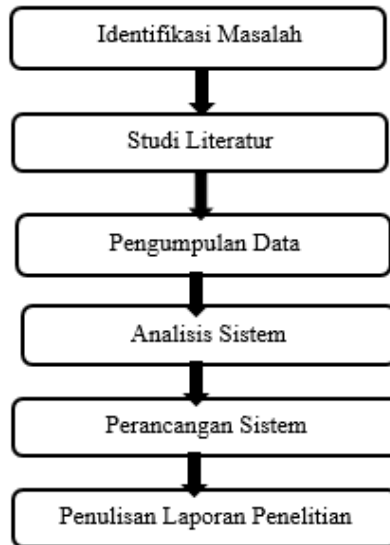 Identifikasi Masalah
Studi Literatur
Pengumpulan Data
Analisis Sistem
Perancangan Sistem
Penulisan Laporan Penelitian